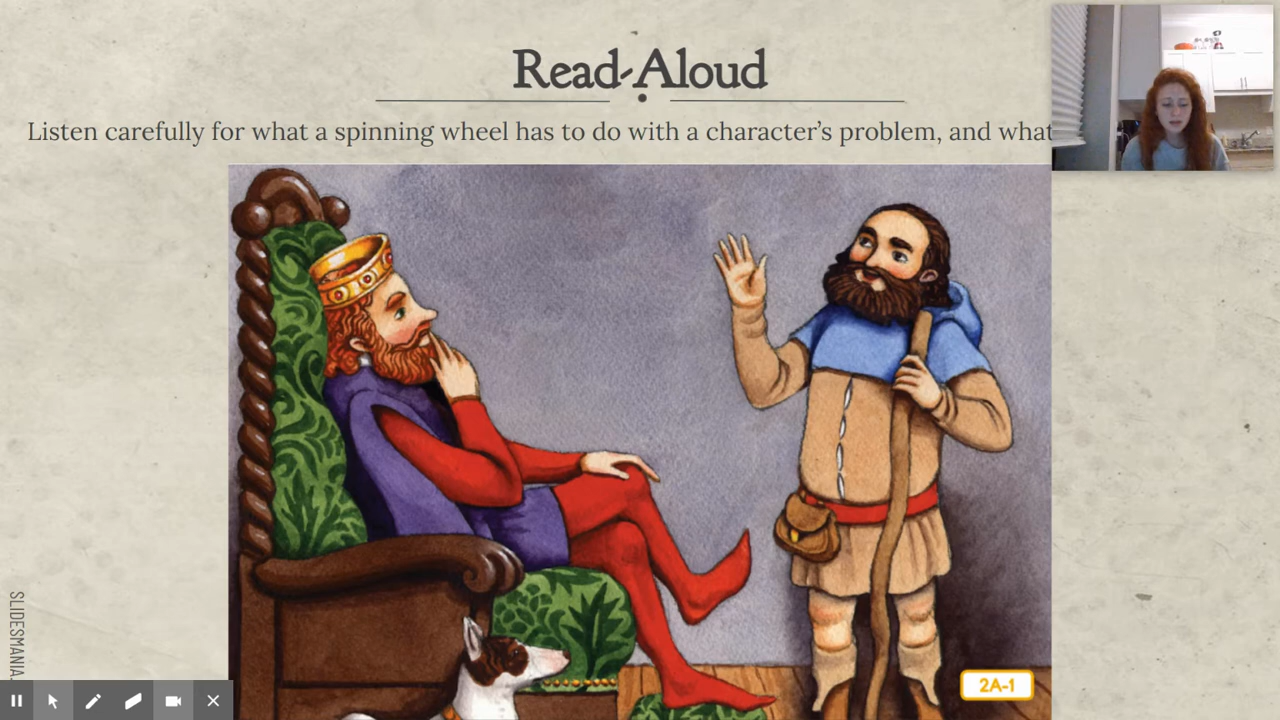 Read-Aloud
Listen carefully for what a spinning wheel has to do with a character's problem, and what
2A-1
SLIDESMANIA.